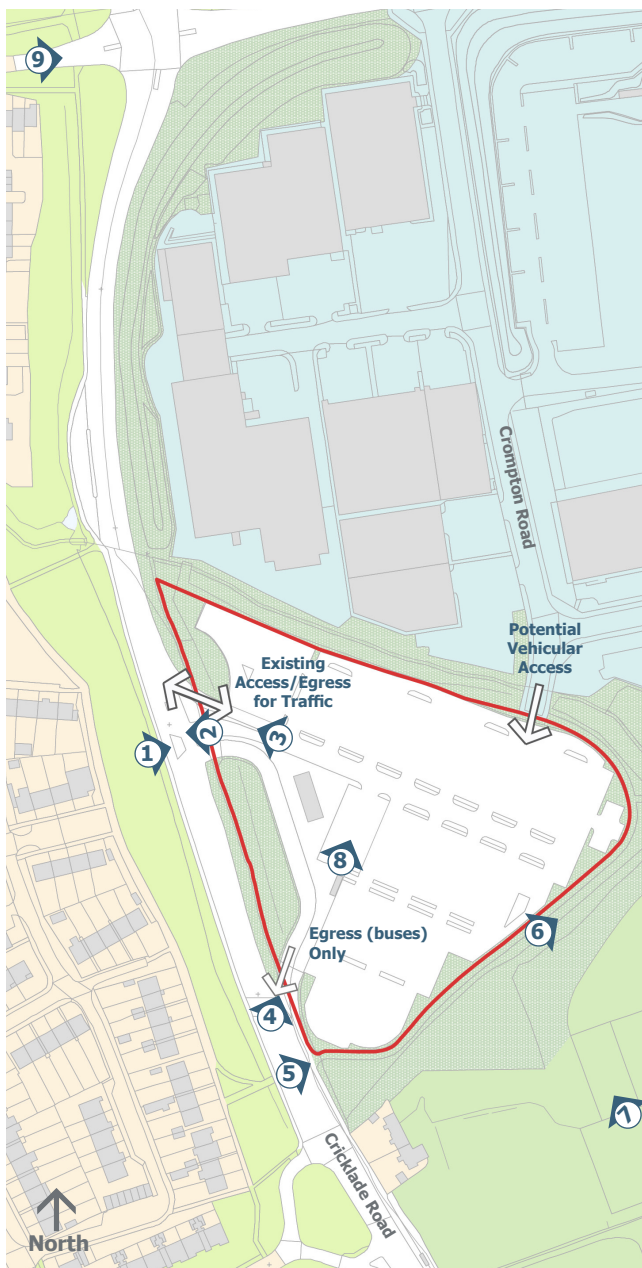 9
Crompton Road
Potential
Vehicular
Access
Existing
Access/Egress
for Traffic
1
2
3
8
6
Egress (buses)
Only
4
5
7
Cricklade Road
North